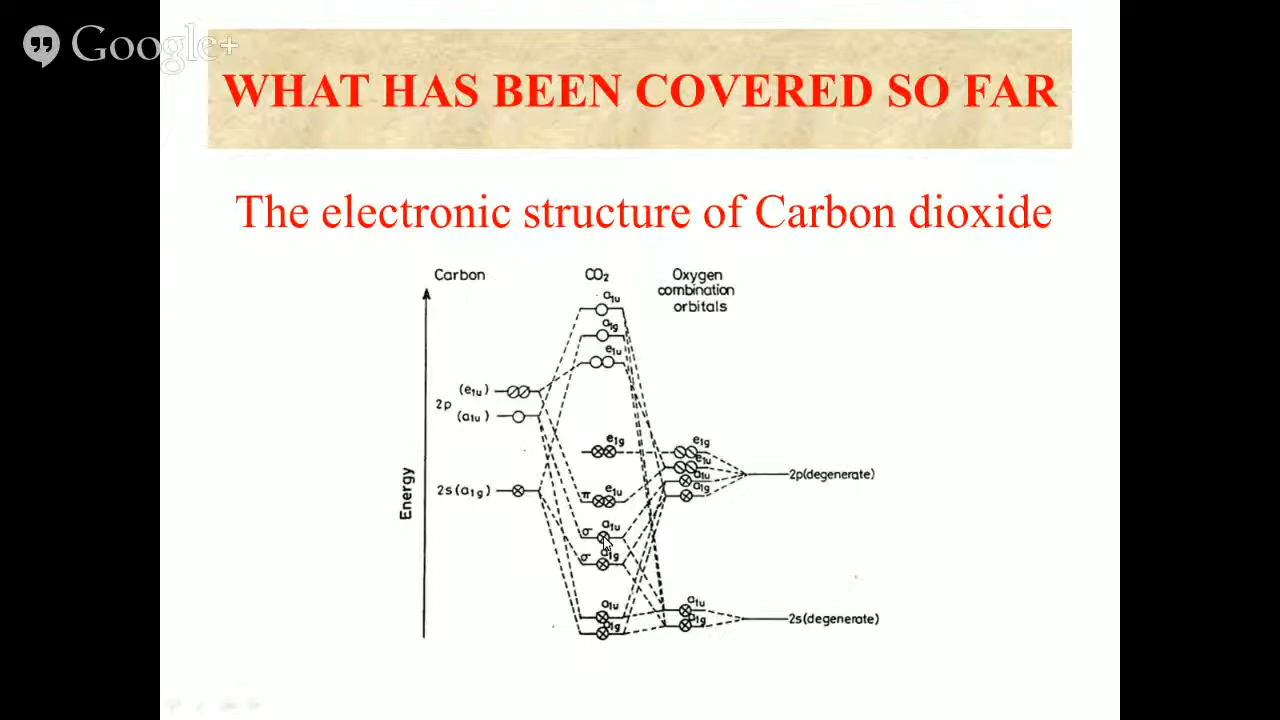 Google+
WHAT HAS BEEN COVERED SO FAR
The electronic structure of Carbon dioxide
Carbon
CO₂
Oxygen
combination
orbitals
a₁u
a₁g
e₁u
(e₁u)
2p
(a₁u)
e₁g
e₁g
e₁u
2p(degenerate)
a₁u
a₁g
2s(a₁g)
π e₁u
σ a₁u
σ a₁g
Energy
a₁u
a₁u
2s(degenerate)
a₁g
a₁g